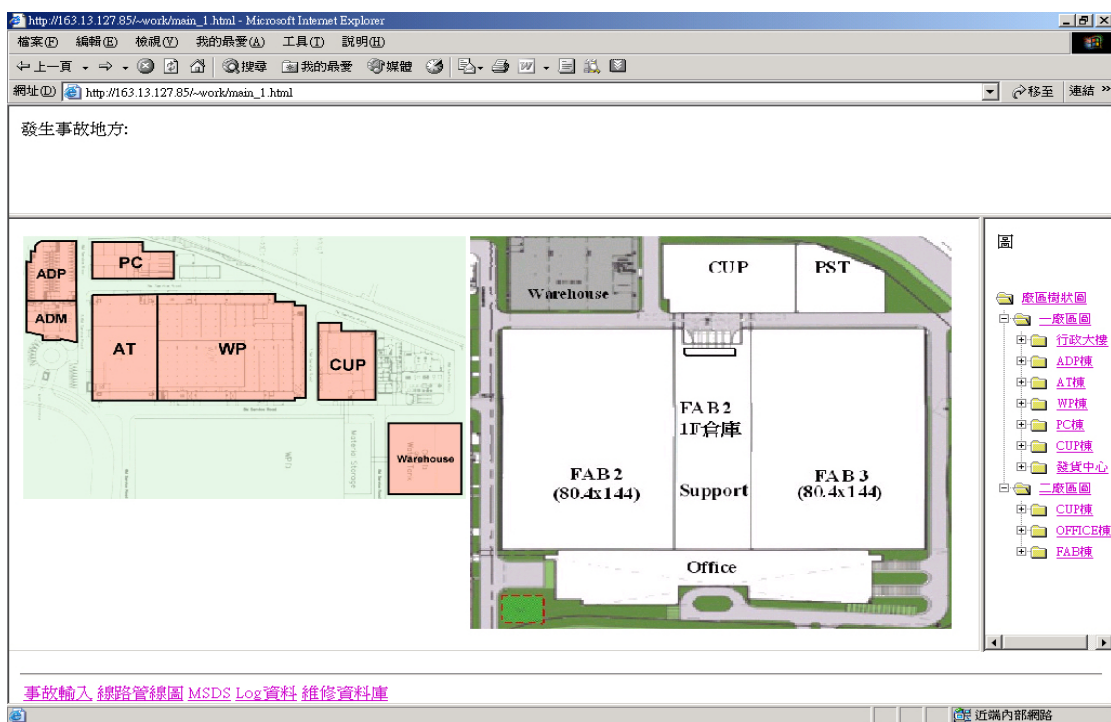 http://163.13.127.85/~work/main_1.html - Microsoft Internet Explorer
檔案(F) 編輯(E) 檢視(V) 我的最愛(A) 工具(T) 說明(H)
上一頁 搜尋 我的最愛 媒體
網址(D) http://163.13.127.85/~work/main_1.html 移至 連結 »
發生事故地方:
ADP
PC
ADM
AT
WP
CUP
Warehouse
Warehouse
CUP
PST
FAB2
1F倉庫
FAB 2
(80.4x144)
Support
FAB 3
(80.4x144)
Office
圖
廠區樹狀圖
一廠區圖
行政大樓
ADP棟
AT棟
WP棟
PC棟
CUP棟
發貨中心
二廠區圖
CUP棟
OFFICE棟
FAB棟
事故輸入 線路管線圖 MSDS Log資料 維修資料庫
近端內部網路